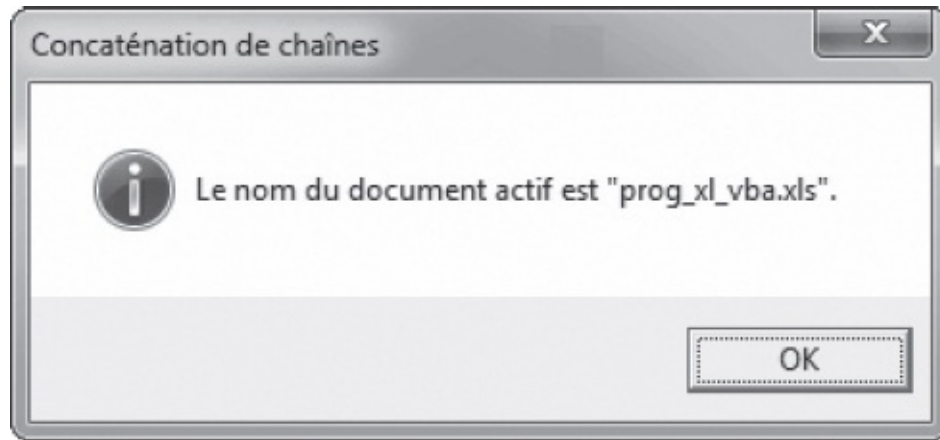 Concaténation de chaînes
Le nom du document actif est "prog_xl_vba.xls".
OK